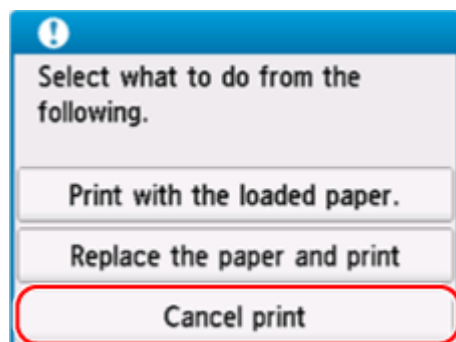 Select what to do from the
following.
Print with the loaded paper.
Replace the paper and print
Cancel print